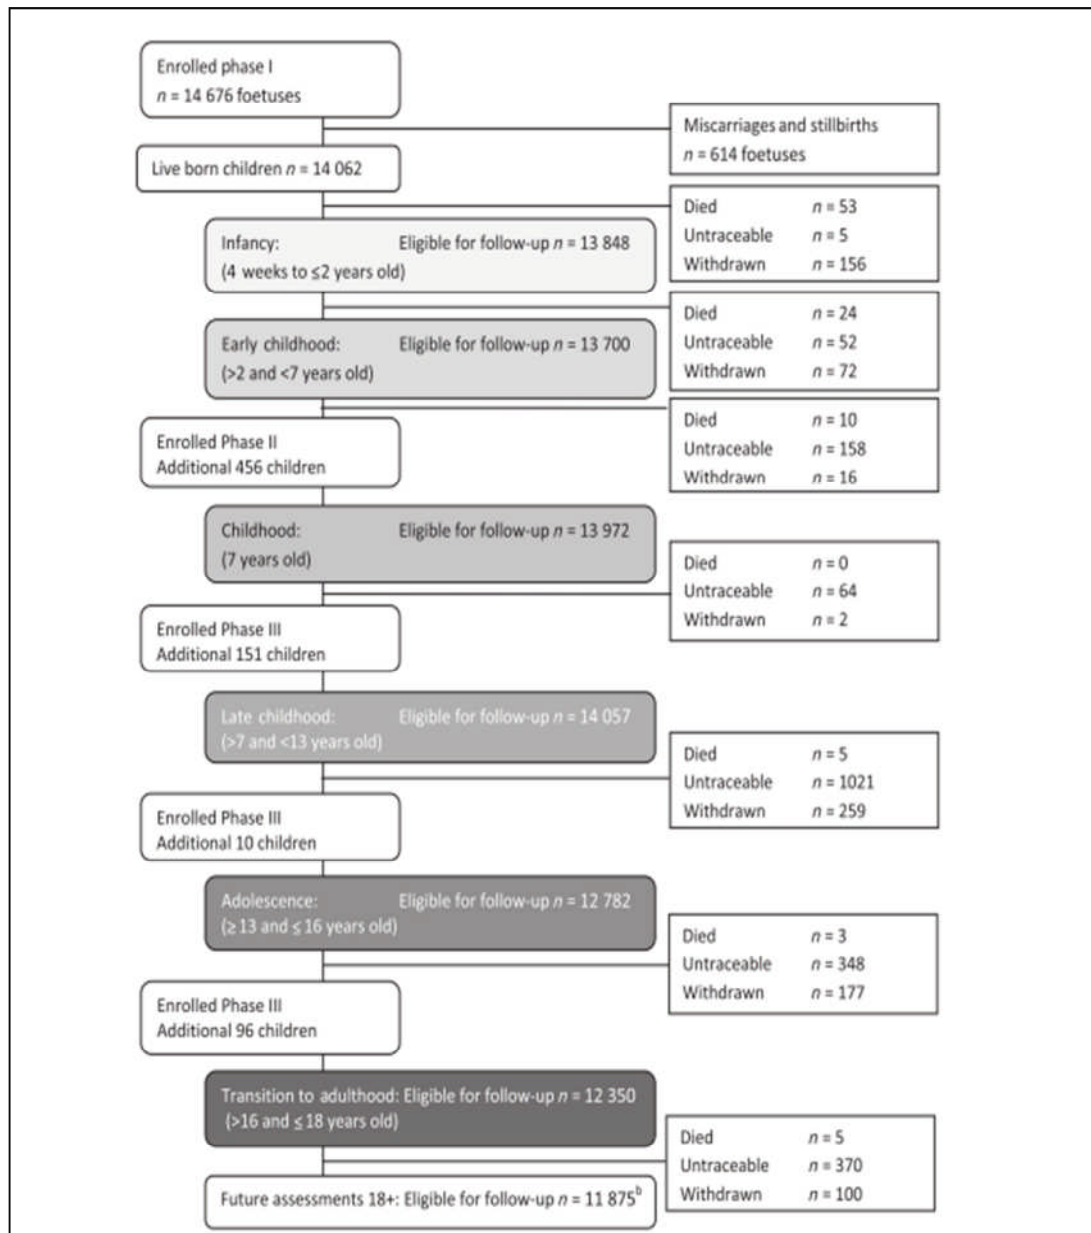 Enrolled phase I
n = 14 676 foetuses
Miscarriages and stillbirths
n = 614 foetuses
Live born children n = 14 062
Died n = 53
Untraceable n = 5
Withdrawn n = 156
Infancy: Eligible for follow-up n = 13 848
(4 weeks to ≤2 years old)
Died n = 24
Untraceable n = 52
Withdrawn n = 72
Early childhood: Eligible for follow-up n = 13 700
(>2 and <7 years old)
Died n = 10
Untraceable n = 158
Withdrawn n = 16
Enrolled Phase II
Additional 456 children
Childhood: Eligible for follow-up n = 13 972
(7 years old)
Died n = 0
Untraceable n = 64
Withdrawn n = 2
Enrolled Phase III
Additional 151 children
Late childhood: Eligible for follow-up n = 14 057
(>7 and <13 years old)
Died n = 5
Untraceable n = 1021
Withdrawn n = 259
Enrolled Phase III
Additional 10 children
Adolescence: Eligible for follow-up n = 12 782
(≥ 13 and ≤ 16 years old)
Died n = 3
Untraceable n = 348
Withdrawn n = 177
Enrolled Phase III
Additional 96 children
Transition to adulthood: Eligible for follow-up n = 12 350
(>16 and ≤ 18 years old)
Died n = 5
Untraceable n = 370
Withdrawn n = 100
Future assessments 18+: Eligible for follow-up n = 11 875ᵇ